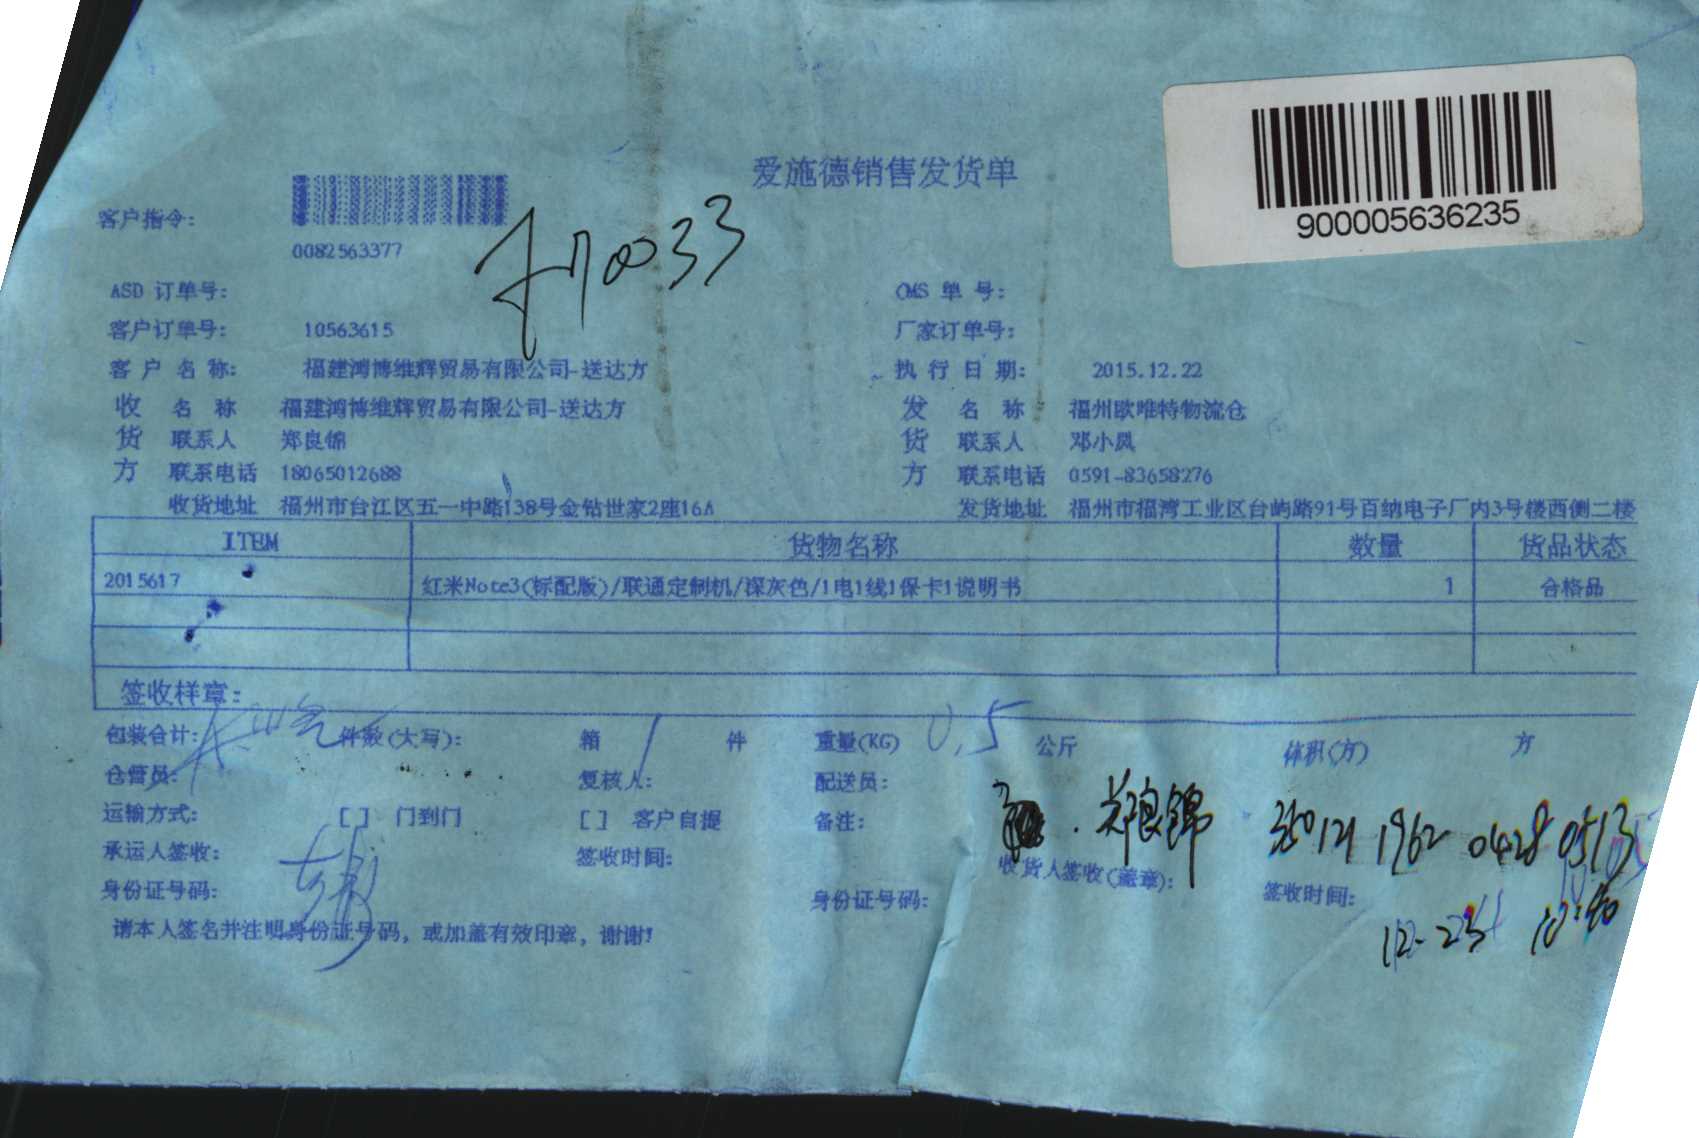 爱施德销售发货单
900005636235
客户指令:
0082563377
ASD 订单号:
OMS 单 号:
客户订单号: 10563615
厂家订单号:
客 户 名 称: 福建鸿博维辉贸易有限公司-送达方
执 行 日 期: 2015.12.22
收 名 称 福建鸿博维辉贸易有限公司-送达方
发 名 称 福州欧唯特物流仓
货 联系人 郑良锦
货 联系人 邓小凤
方 联系电话 18065012688
方 联系电话 0591-83658276
收货地址 福州市台江区五一中路138号金钻世家2座16A
发货地址 福州市福湾工业区台屿路91号百纳电子厂内3号楼西侧二楼
ITEM 货物名称 数量 货品状态
2015617 红米Note3(标配版)/联通定制机/深灰色/1电1线1保卡1说明书 1 合格品
签收样章:
包装合计: 件数(大写): 箱 1 件 重量(KG) 0.5 公斤 体积(方) 方
仓管员: 复核人: 配送员:
运输方式: [ ] 门到门 [ ] 客户自提 备注:
郑良锦 350121 1962 0428 0513
承运人签收: 签收时间: 收货人签收(盖章): 签收时间:
身份证号码: 身份证号码:
12-23
请本人签名并注明身份证号码，或加盖有效印章，谢谢!